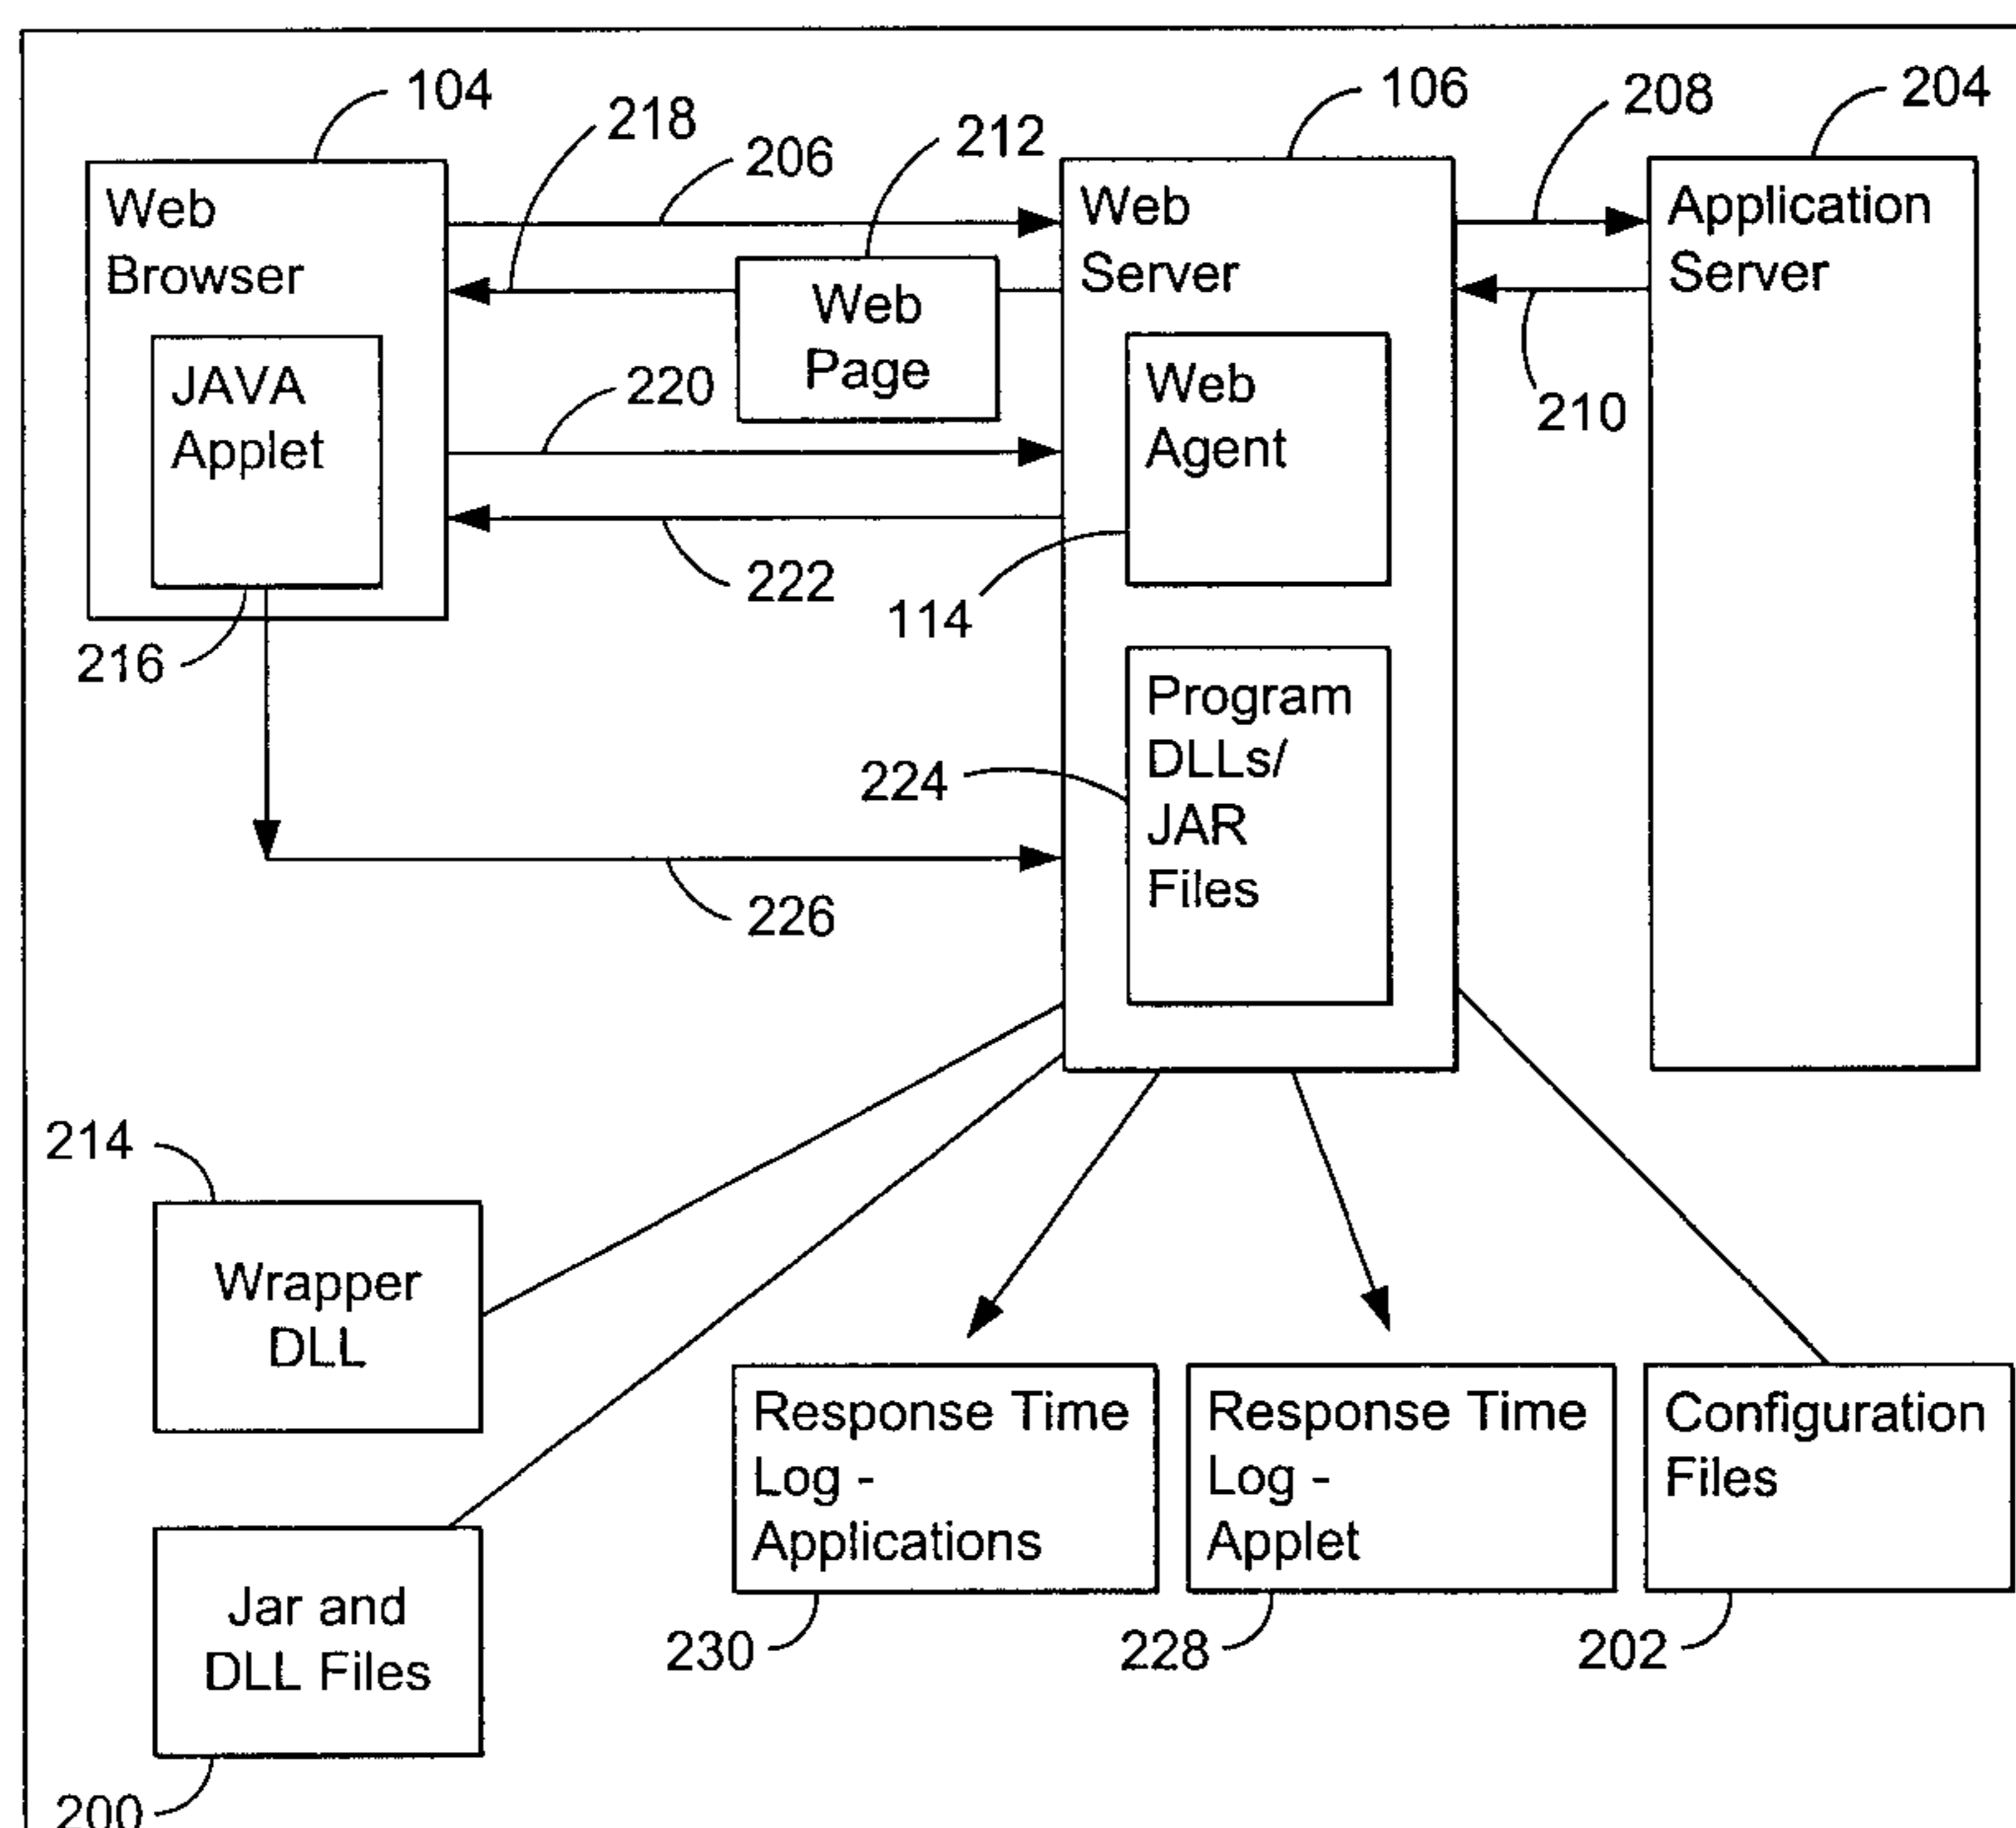 104
218
206
212
106
208
204
Web
Browser
Web
Server
Application
Server
Web
Page
JAVA
Applet
220
Web
Agent
210
222
114
216
Program
DLLs/
JAR
Files
224
226
214
Wrapper
DLL
Response Time
Log -
Applications
Response Time
Log -
Applet
Configuration
Files
Jar and
DLL Files
230
228
202
200